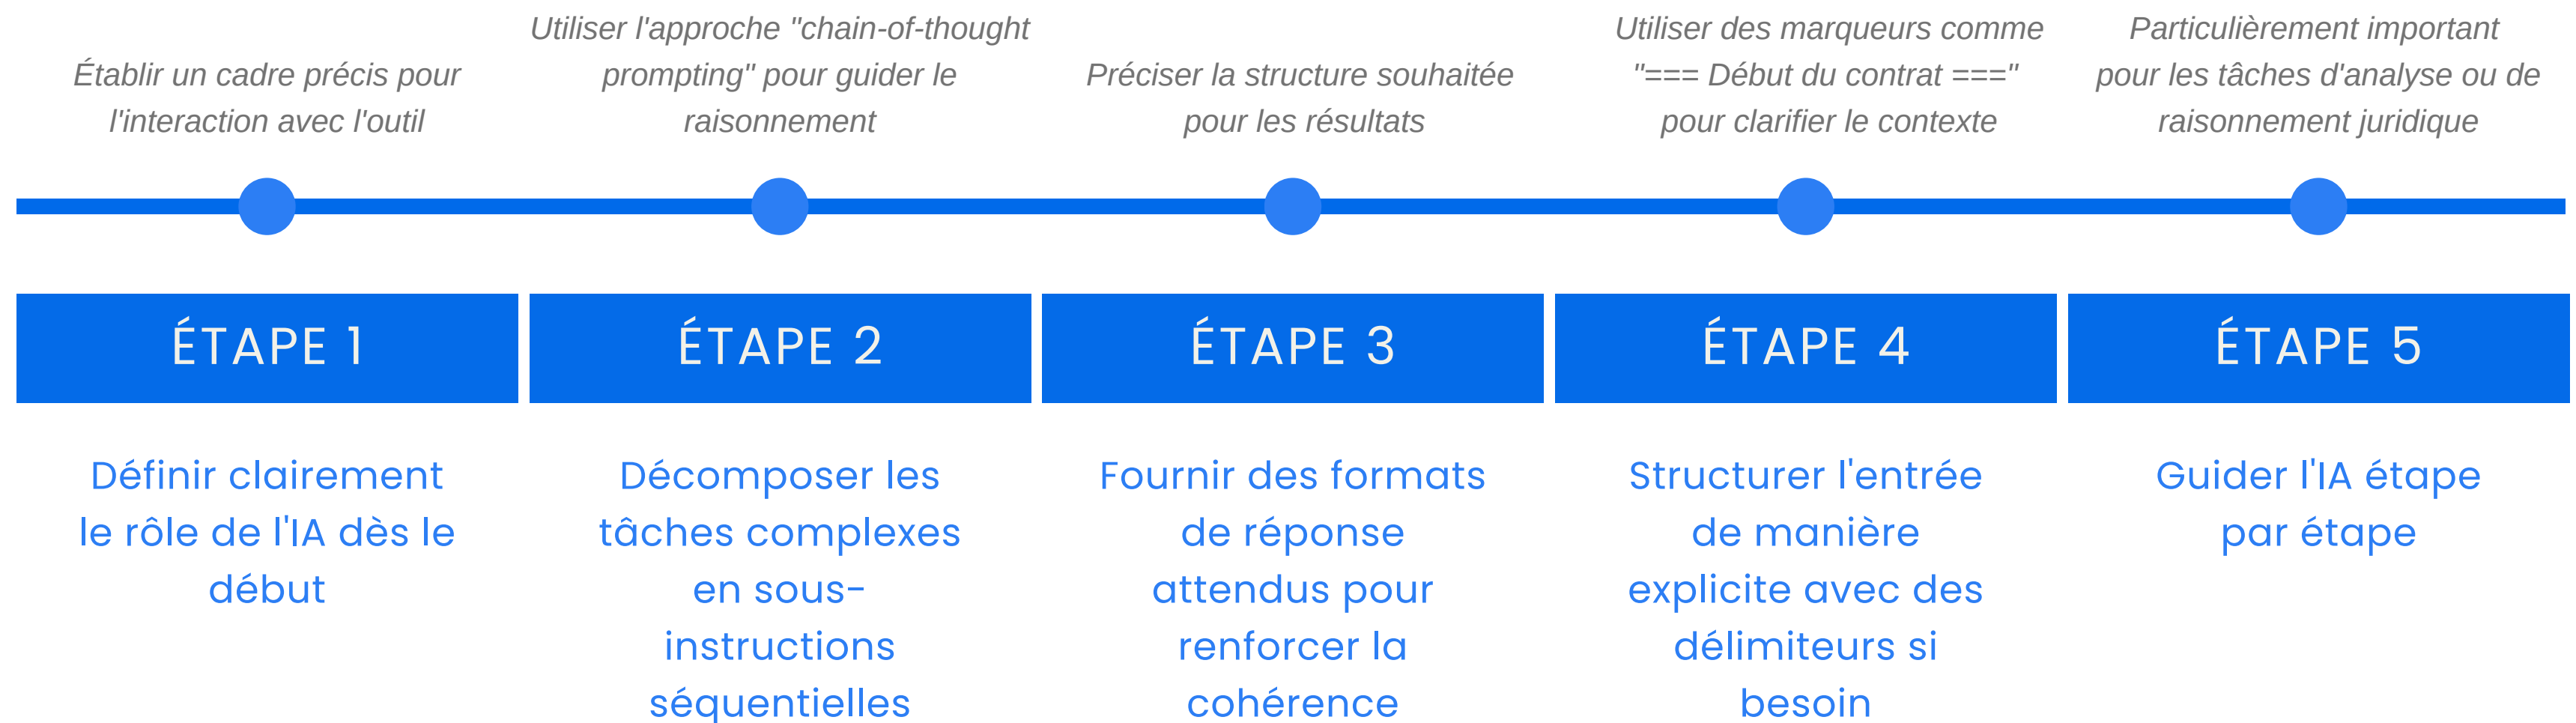 Établir un cadre précis pour
l'interaction avec l'outil
Utiliser l'approche "chain-of-thought
prompting" pour guider le
raisonnement
Préciser la structure souhaitée
pour les résultats
Utiliser des marqueurs comme
"=== Début du contrat ==="
pour clarifier le contexte
Particulièrement important
pour les tâches d'analyse ou de
raisonnement juridique
ÉTAPE 1
ÉTAPE 2
ÉTAPE 3
ÉTAPE 4
ÉTAPE 5
Définir clairement
le rôle de l'IA dès le
début
Décomposer les
tâches complexes
en sous-
instructions
séquentielles
Fournir des formats
de réponse
attendus pour
renforcer la
cohérence
Structurer l'entrée
de manière
explicite avec des
délimiteurs si
besoin
Guider l'IA étape
par étape